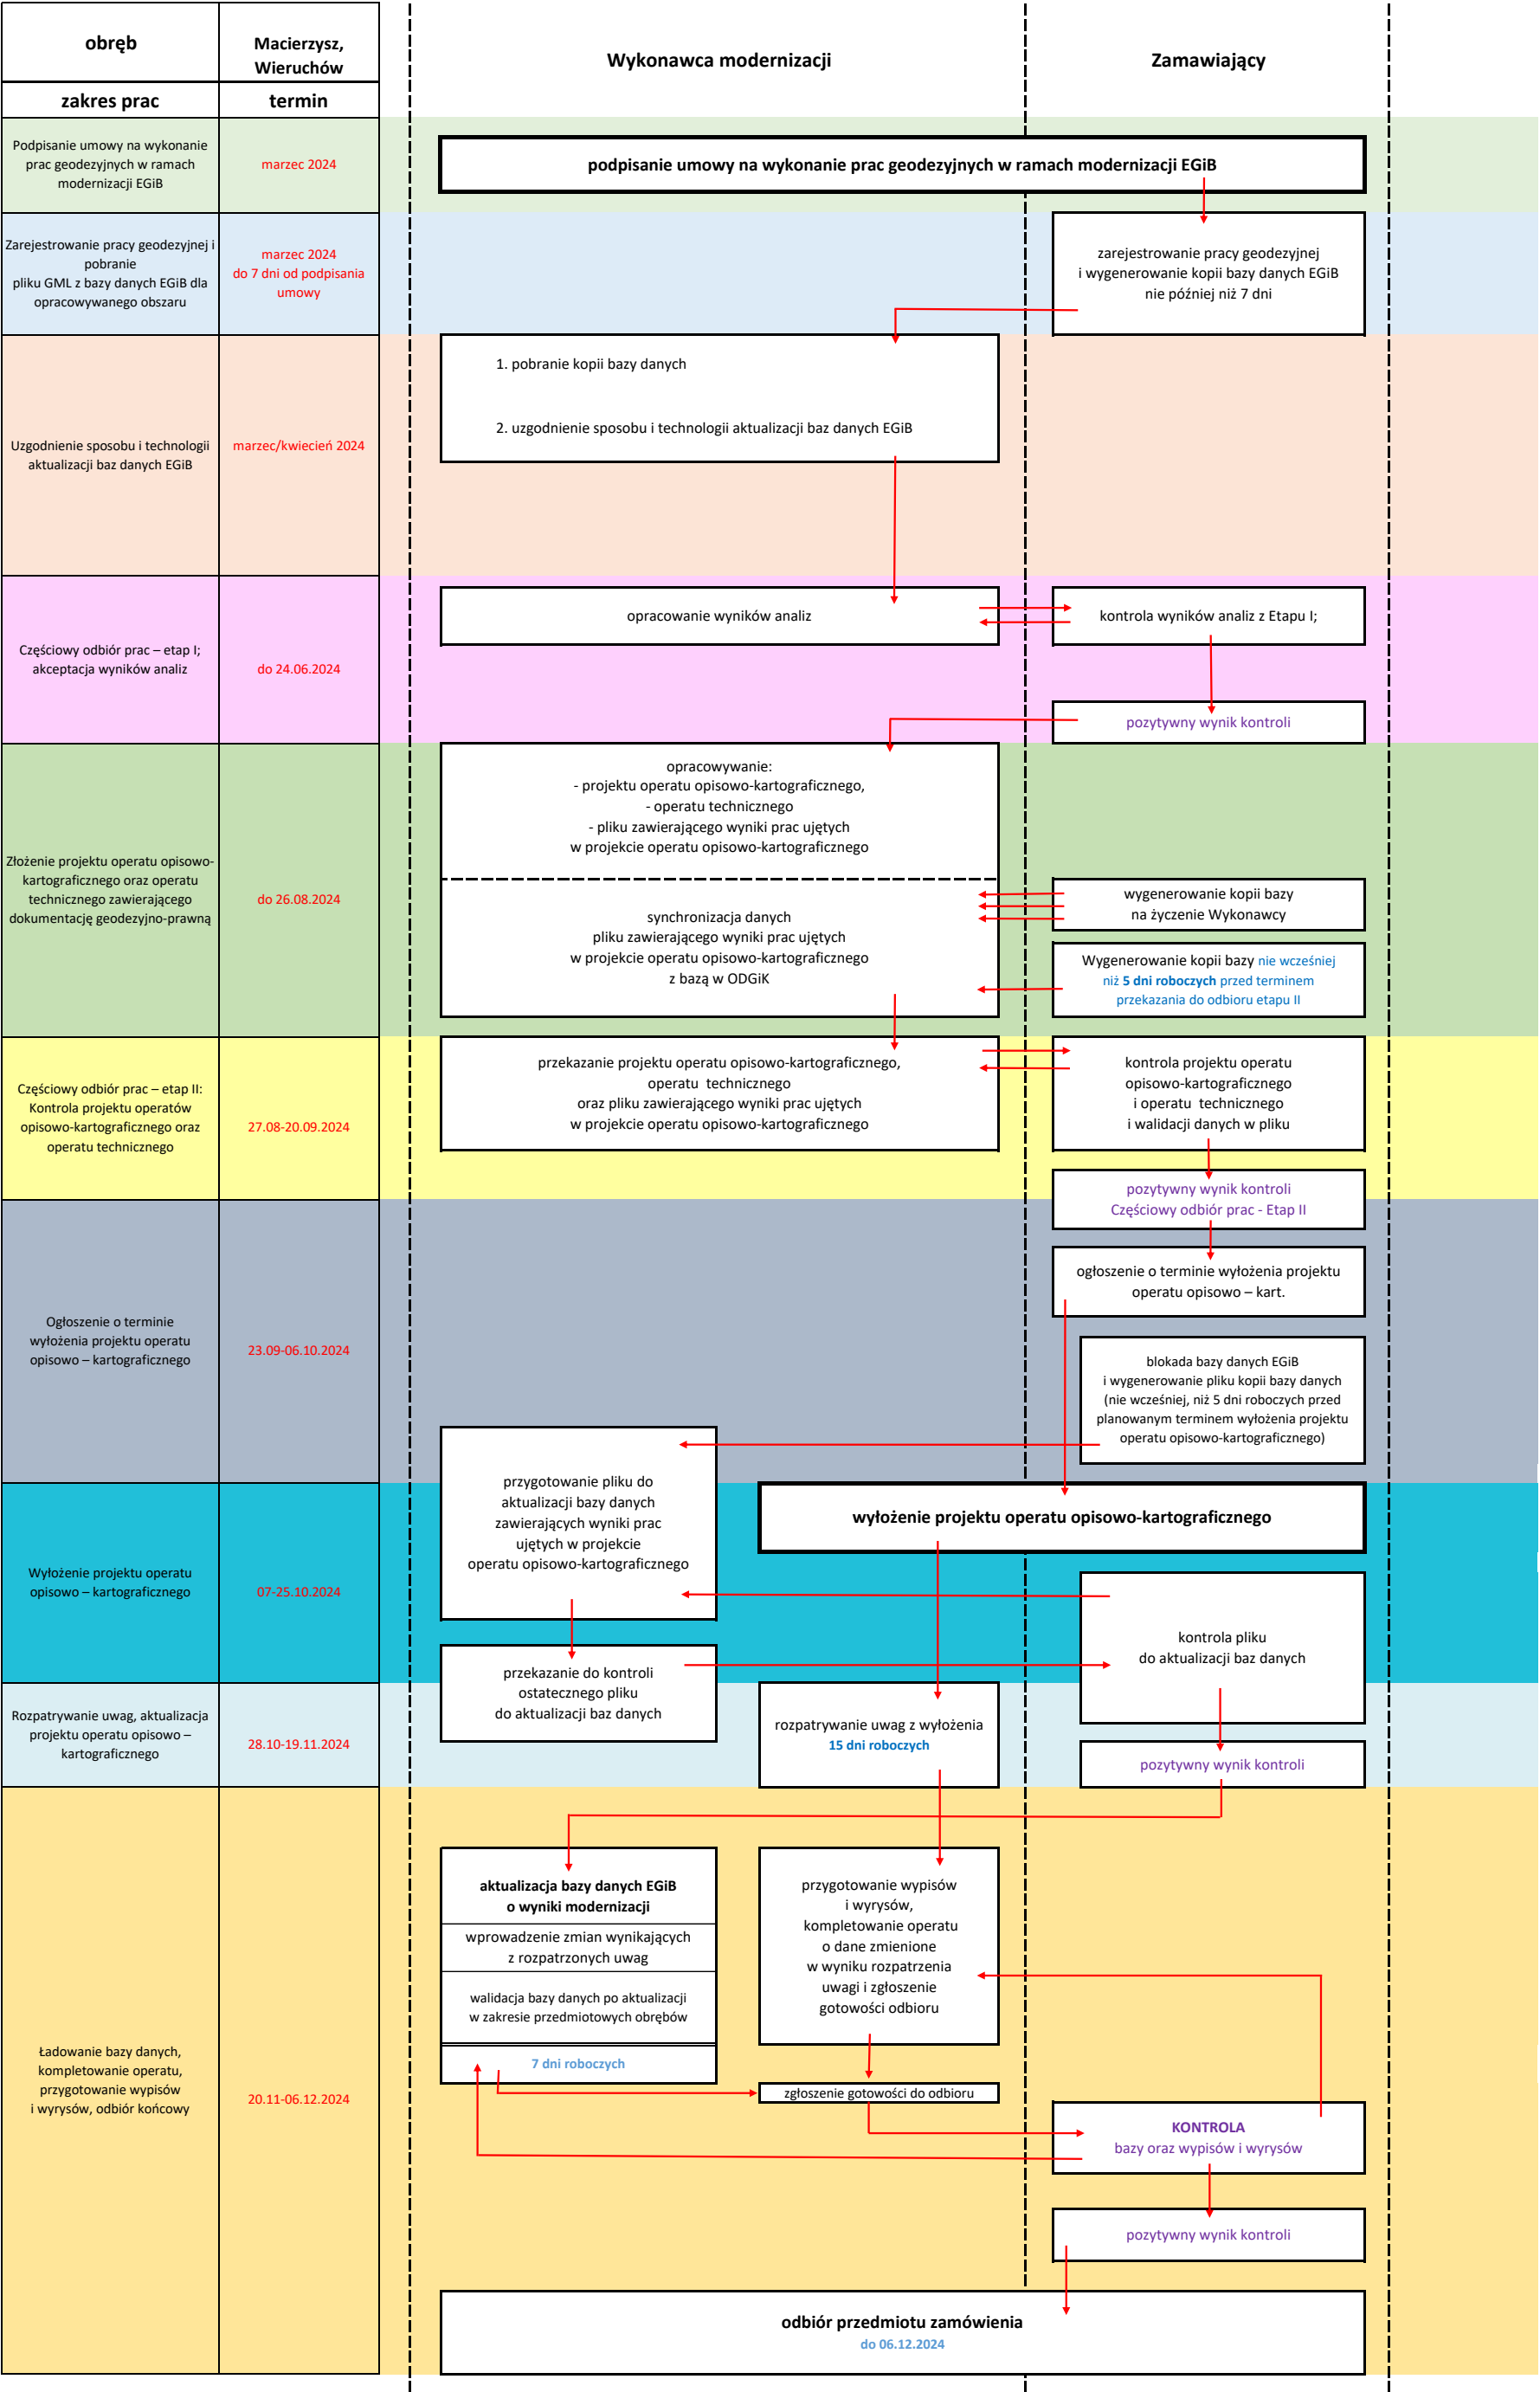 obręb
Macierzysz,
Wieruchów
Wykonawca modernizacji
Zamawiający
zakres prac
termin
Podpisanie umowy na wykonanie
prac geodezyjnych w ramach
modernizacji EGiB
marzec 2024
podpisanie umowy na wykonanie prac geodezyjnych w ramach modernizacji EGiB
Zarejestrowanie pracy geodezyjnej i
pobranie
pliku GML z bazy danych EGiB dla
opracowywanego obszaru
marzec 2024
do 7 dni od podpisania
umowy
zarejestrowanie pracy geodezyjnej
i wygenerowanie kopii bazy danych EGiB
nie później niż 7 dni
Uzgodnienie sposobu i technologii
aktualizacji baz danych EGiB
marzec/kwiecień 2024
1. pobranie kopii bazy danych
2. uzgodnienie sposobu i technologii aktualizacji baz danych EGiB
Częściowy odbiór prac – etap I;
akceptacja wyników analiz
do 24.06.2024
opracowanie wyników analiz
kontrola wyników analiz z Etapu I;
pozytywny wynik kontroli
Złożenie projektu operatu opisowo-
kartograficznego oraz operatu
technicznego zawierającego
dokumentację geodezyjno-prawną
do 26.08.2024
opracowywanie:
- projektu operatu opisowo-kartograficznego,
- operatu technicznego
- pliku zawierającego wyniki prac ujętych
w projekcie operatu opisowo-kartograficznego
synchronizacja danych
pliku zawierającego wyniki prac ujętych
w projekcie operatu opisowo-kartograficznego
z bazą w ODGiK
wygenerowanie kopii bazy
na życzenie Wykonawcy
Wygenerowanie kopii bazy nie wcześniej
niż 5 dni roboczych przed terminem
przekazania do odbioru etapu II
Częściowy odbiór prac – etap II:
Kontrola projektu operatów
opisowo-kartograficznego oraz
operatu technicznego
27.08-20.09.2024
przekazanie projektu operatu opisowo-kartograficznego,
operatu technicznego
oraz pliku zawierającego wyniki prac ujętych
w projekcie operatu opisowo-kartograficznego
kontrola projektu operatu
opisowo-kartograficznego
i operatu technicznego
i walidacji danych w pliku
pozytywny wynik kontroli
Częściowy odbiór prac - Etap II
Ogłoszenie o terminie
wyłożenia projektu operatu
opisowo – kartograficznego
23.09-06.10.2024
ogłoszenie o terminie wyłożenia projektu
operatu opisowo – kart.
blokada bazy danych EGiB
i wygenerowanie pliku kopii bazy danych
(nie wcześniej, niż 5 dni roboczych przed
planowanym terminem wyłożenia projektu
operatu opisowo-kartograficznego)
przygotowanie pliku do
aktualizacji bazy danych
zawierających wyniki prac
ujętych w projekcie
operatu opisowo-kartograficznego
Wyłożenie projektu operatu
opisowo – kartograficznego
07-25.10.2024
wyłożenie projektu operatu opisowo-kartograficznego
kontrola pliku
do aktualizacji baz danych
przekazanie do kontroli
ostatecznego pliku
do aktualizacji baz danych
Rozpatrywanie uwag, aktualizacja
projektu operatu opisowo –
kartograficznego
28.10-19.11.2024
rozpatrywanie uwag z wyłożenia
15 dni roboczych
pozytywny wynik kontroli
Ładowanie bazy danych,
kompletowanie operatu,
przygotowanie wypisów
i wyrysów, odbiór końcowy
20.11-06.12.2024
aktualizacja bazy danych EGiB
o wyniki modernizacji
wprowadzenie zmian wynikających
z rozpatrzonych uwag
walidacja bazy danych po aktualizacji
w zakresie przedmiotowych obrębów
7 dni roboczych
przygotowanie wypisów
i wyrysów,
kompletowanie operatu
o dane zmienione
w wyniku rozpatrzenia
uwagi i zgłoszenie
gotowości odbioru
zgłoszenie gotowości do odbioru
KONTROLA
bazy oraz wypisów i wyrysów
pozytywny wynik kontroli
odbiór przedmiotu zamówienia
do 06.12.2024